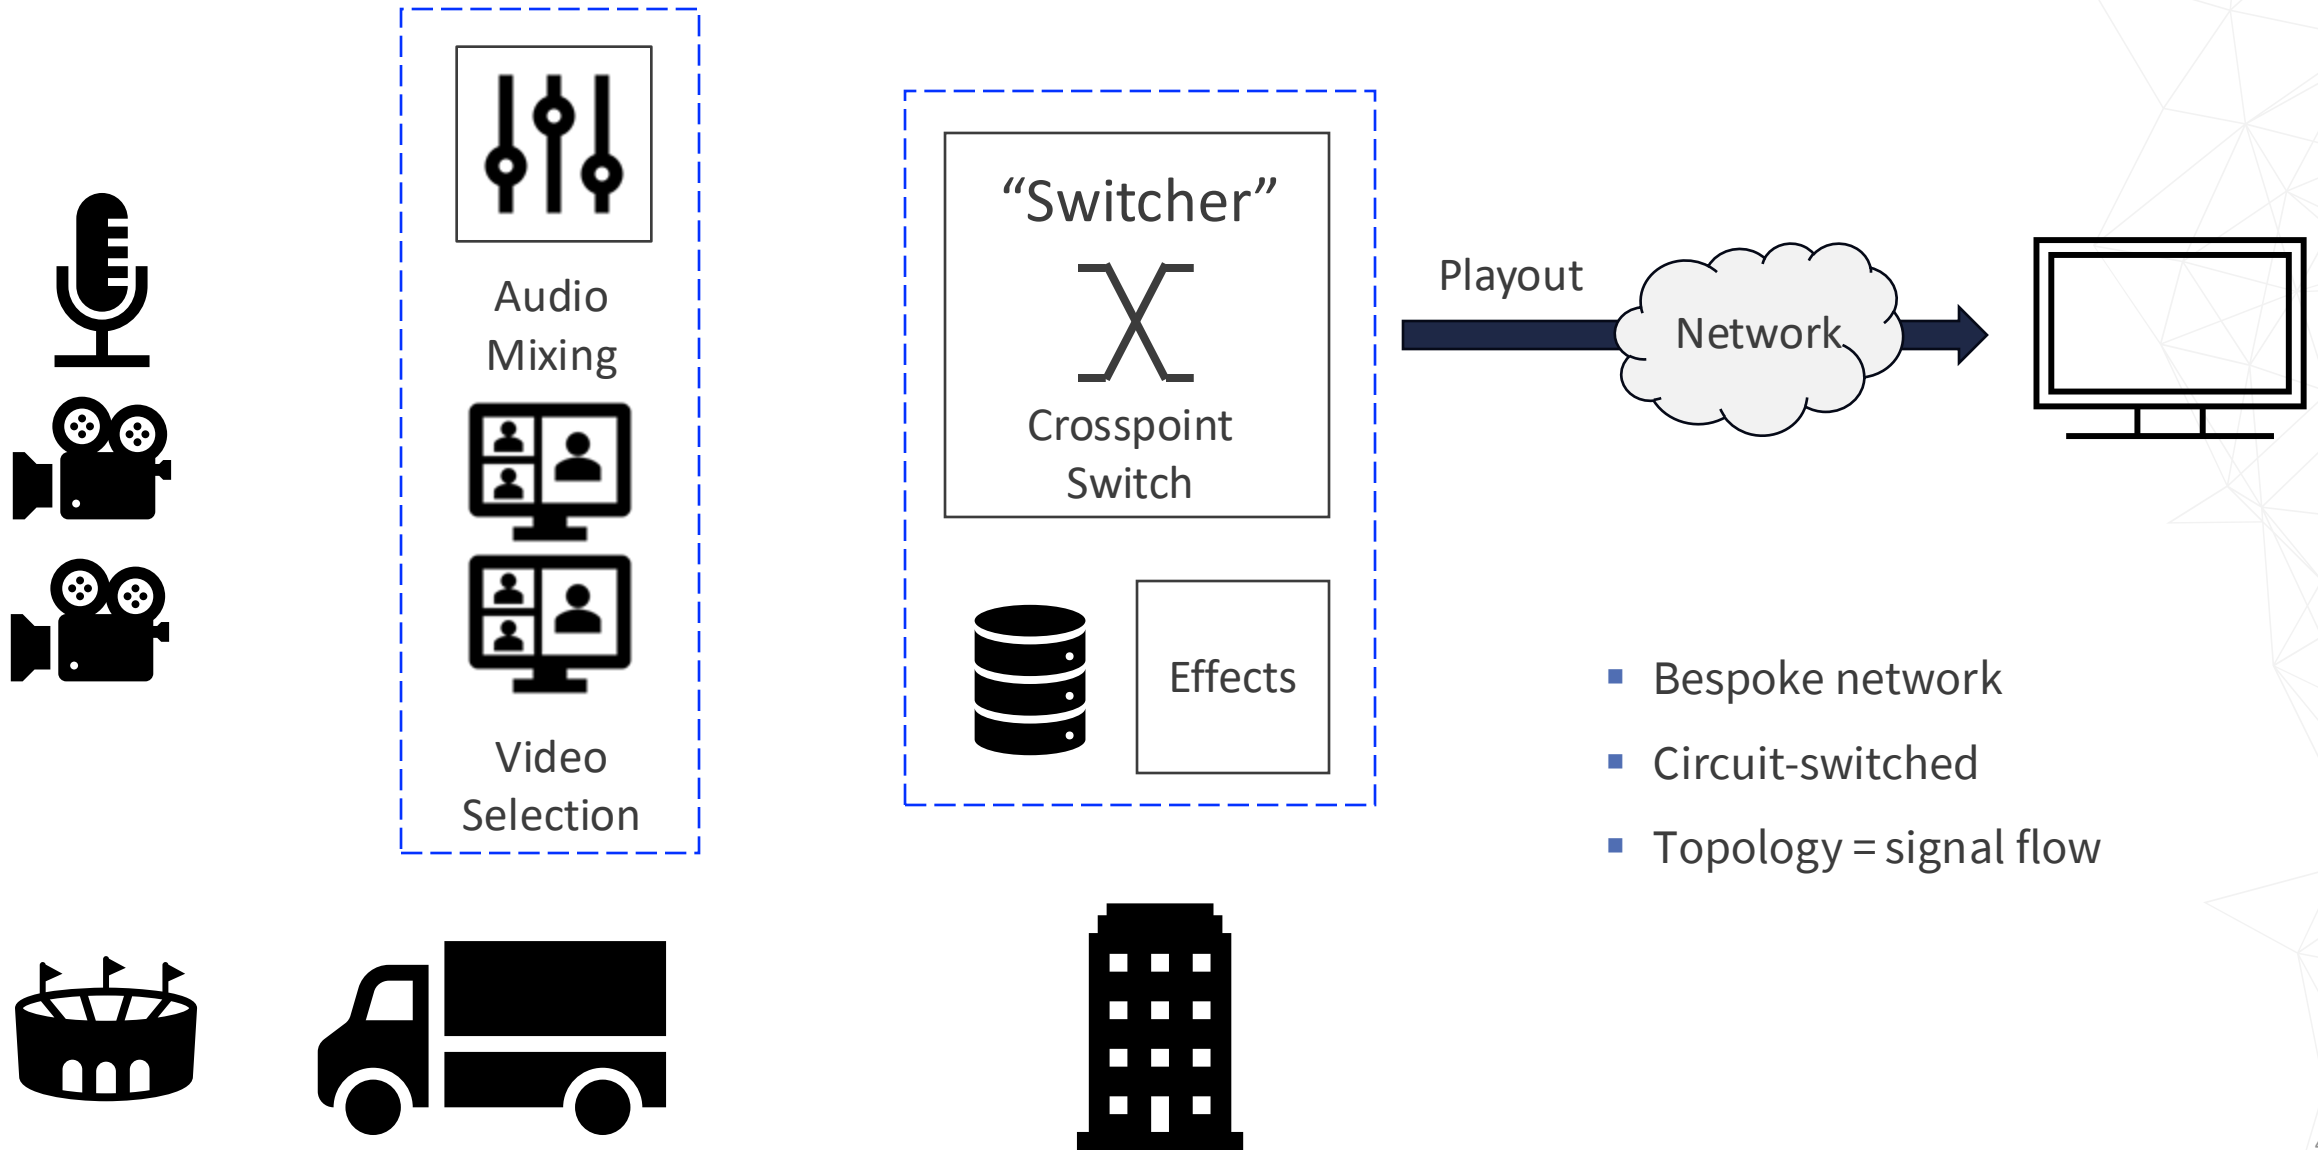 Audio
Mixing
Video
Selection
“Switcher”
Crosspoint
Switch
Effects
Playout
Network
Bespoke network
Circuit-switched
Topology = signal flow